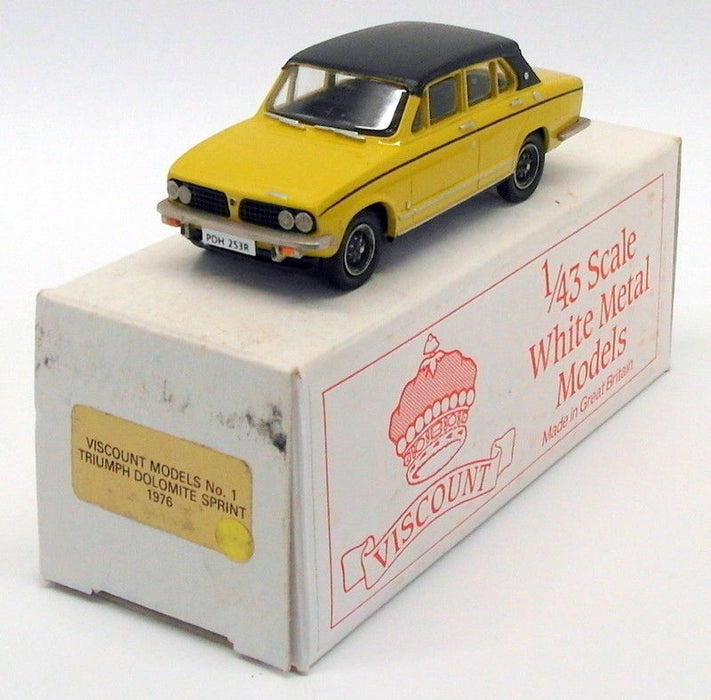 PDH 253R
VISCOUNT MODELS No. 1
TRIUMPH DOLOMITE SPRINT
1976
1/43 Scale
White Metal
Models
Made in Great Britain
VISCOUNT